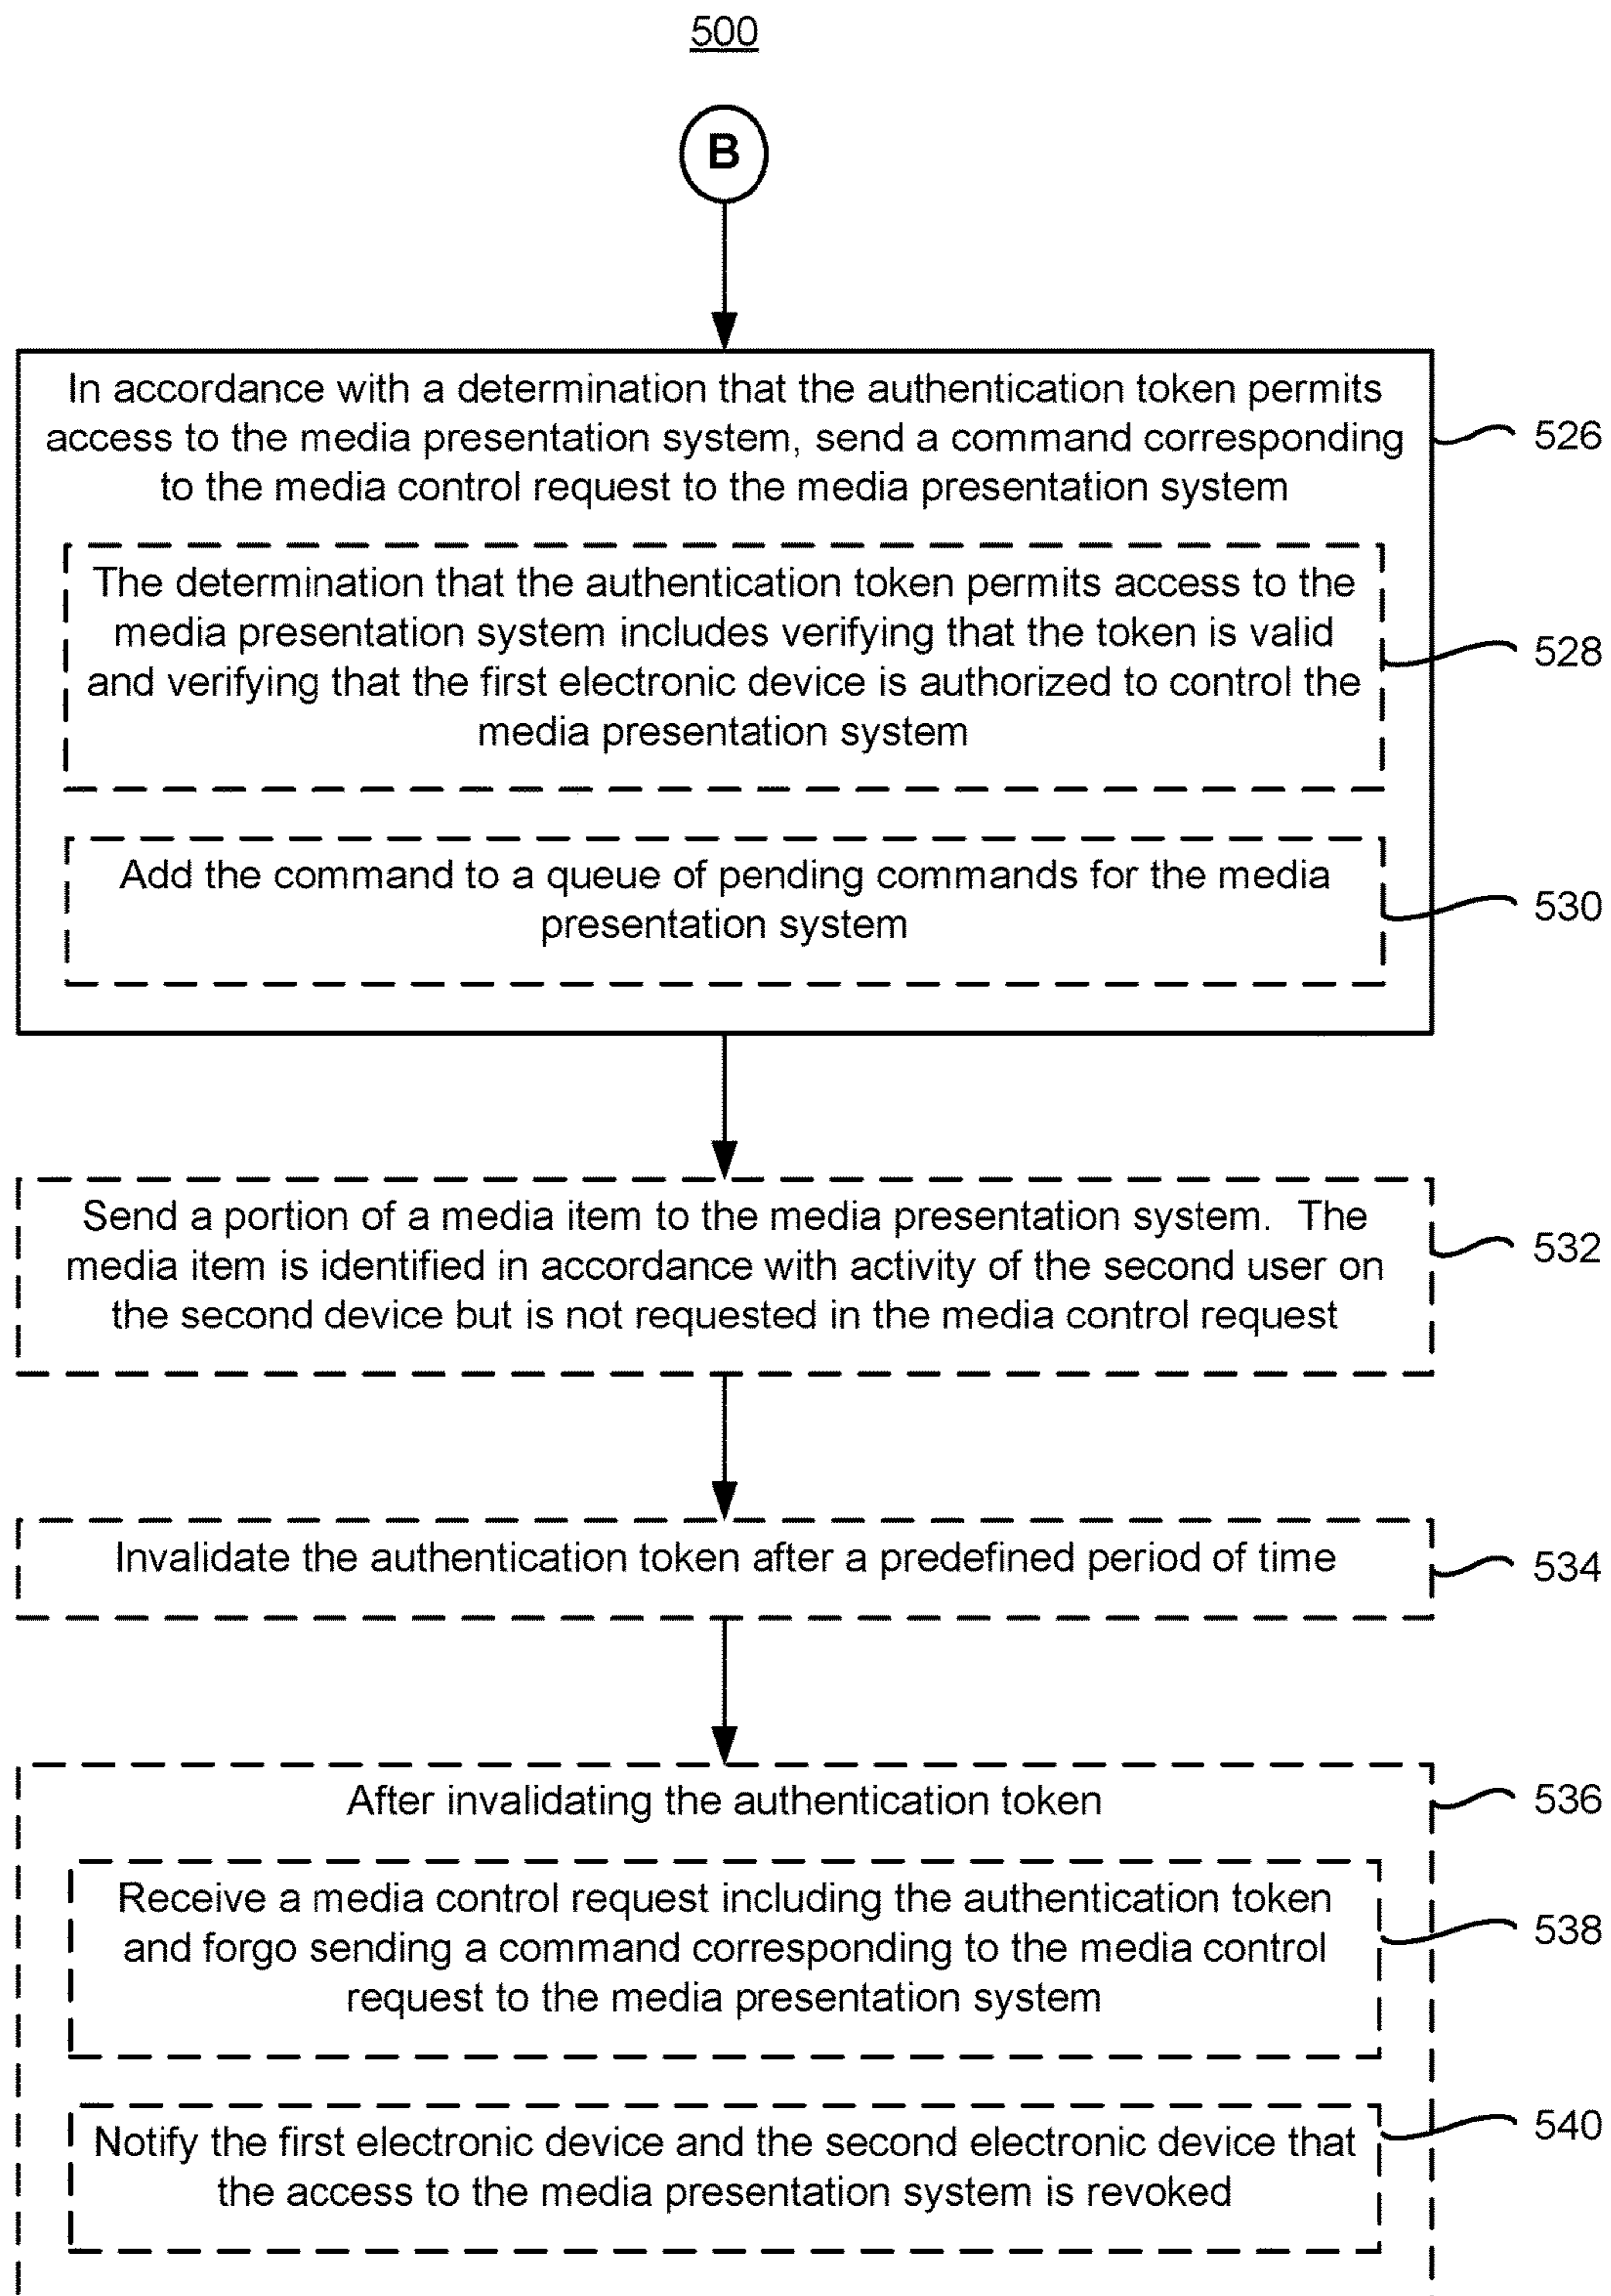 500
B
In accordance with a determination that the authentication token permits
access to the media presentation system, send a command corresponding
to the media control request to the media presentation system
526
The determination that the authentication token permits access to the
media presentation system includes verifying that the token is valid
and verifying that the first electronic device is authorized to control the
media presentation system
528
Add the command to a queue of pending commands for the media
presentation system
530
Send a portion of a media item to the media presentation system. The
media item is identified in accordance with activity of the second user on
the second device but is not requested in the media control request
532
Invalidate the authentication token after a predefined period of time
534
After invalidating the authentication token
536
Receive a media control request including the authentication token
and forgo sending a command corresponding to the media control
request to the media presentation system
538
Notify the first electronic device and the second electronic device that
the access to the media presentation system is revoked
540